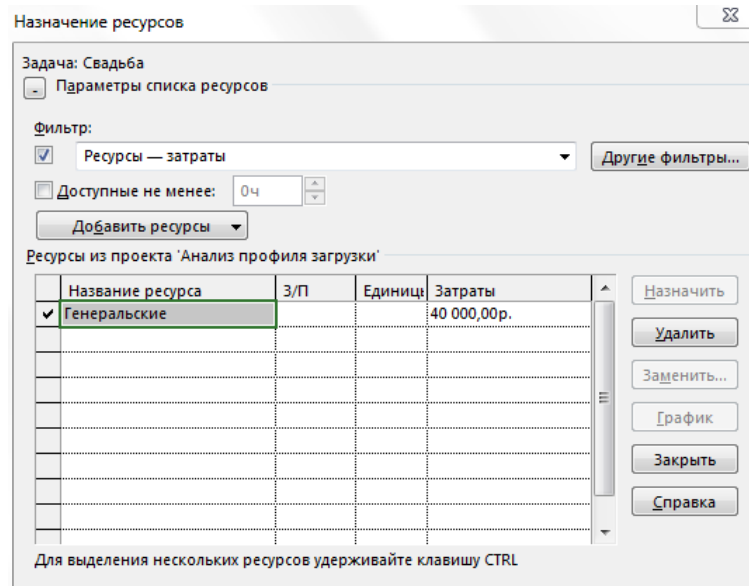 Назначение ресурсов
Задача: Свадьба
Параметры списка ресурсов
Фильтр:
Ресурсы — затраты
Другие фильтры...
Доступные не менее: 0ч
Добавить ресурсы
Ресурсы из проекта 'Анализ профиля загрузки'
Название ресурса З/П Единицы Затраты
Генеральские 40 000,00р.
Назначить
Удалить
Заменить...
График
Закрыть
Справка
Для выделения нескольких ресурсов удерживайте клавишу CTRL